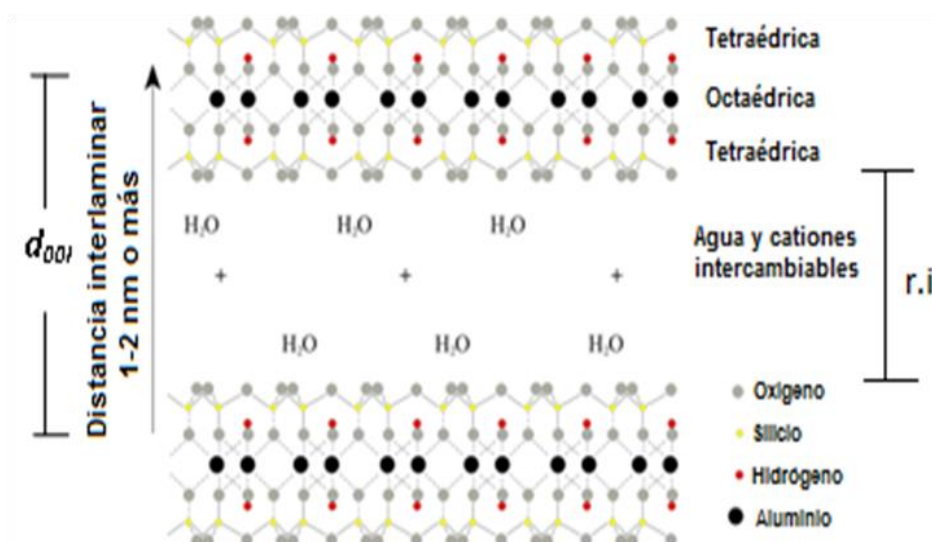 Tetraédrica
Octaédrica
Tetraédrica
d001
Distancia interlaminar
1-2 nm o más
H2O H2O H2O
Agua y cationes
intercambiables
r.i
+ + +
H2O H2O H2O
Oxígeno
Silicio
Hidrógeno
Aluminio